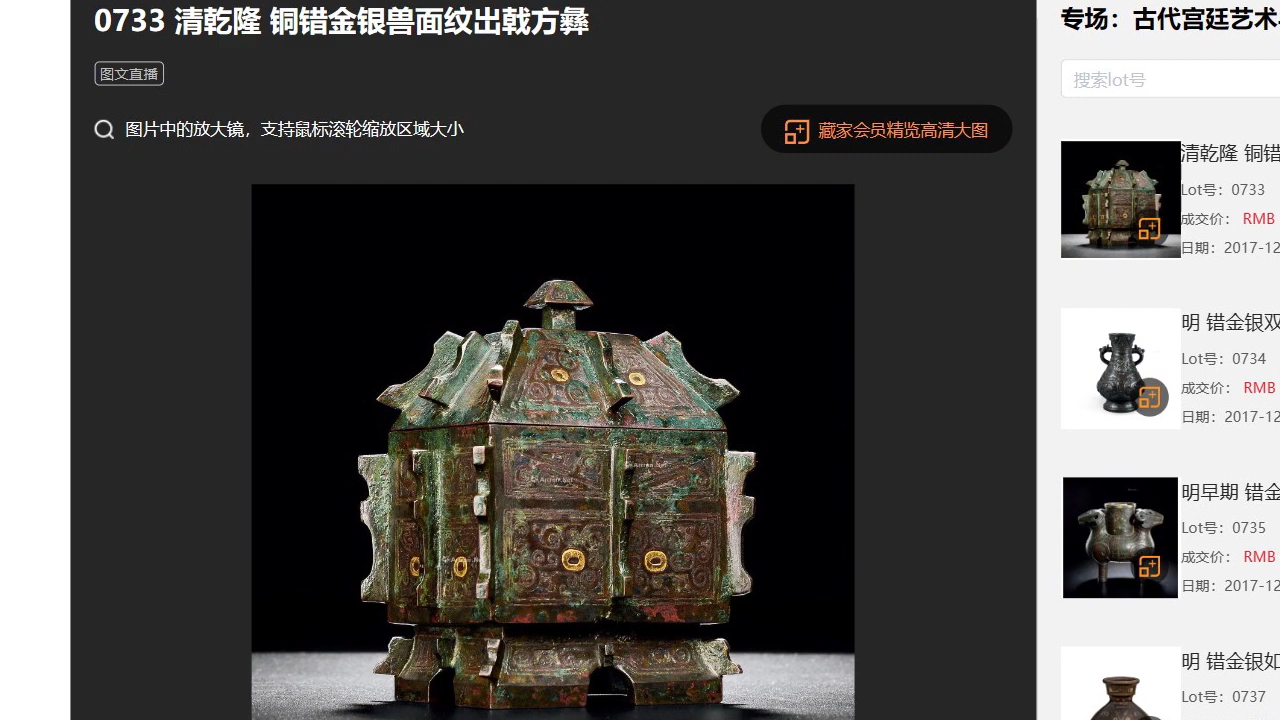 0733 清乾隆 铜错金银兽面纹出戟方彝
图文直播
图片中的放大镜，支持鼠标滚轮缩放区域大小
藏家会员精览高清大图
专场：古代宫廷艺术
搜索lot号
清乾隆 铜错
Lot号：0733
成交价： RMB
日期：2017-12
明 错金银双
Lot号：0734
成交价： RMB
日期：2017-12
明早期 错金
Lot号：0735
成交价： RMB
日期：2017-12
明 错金银如
Lot号：0737